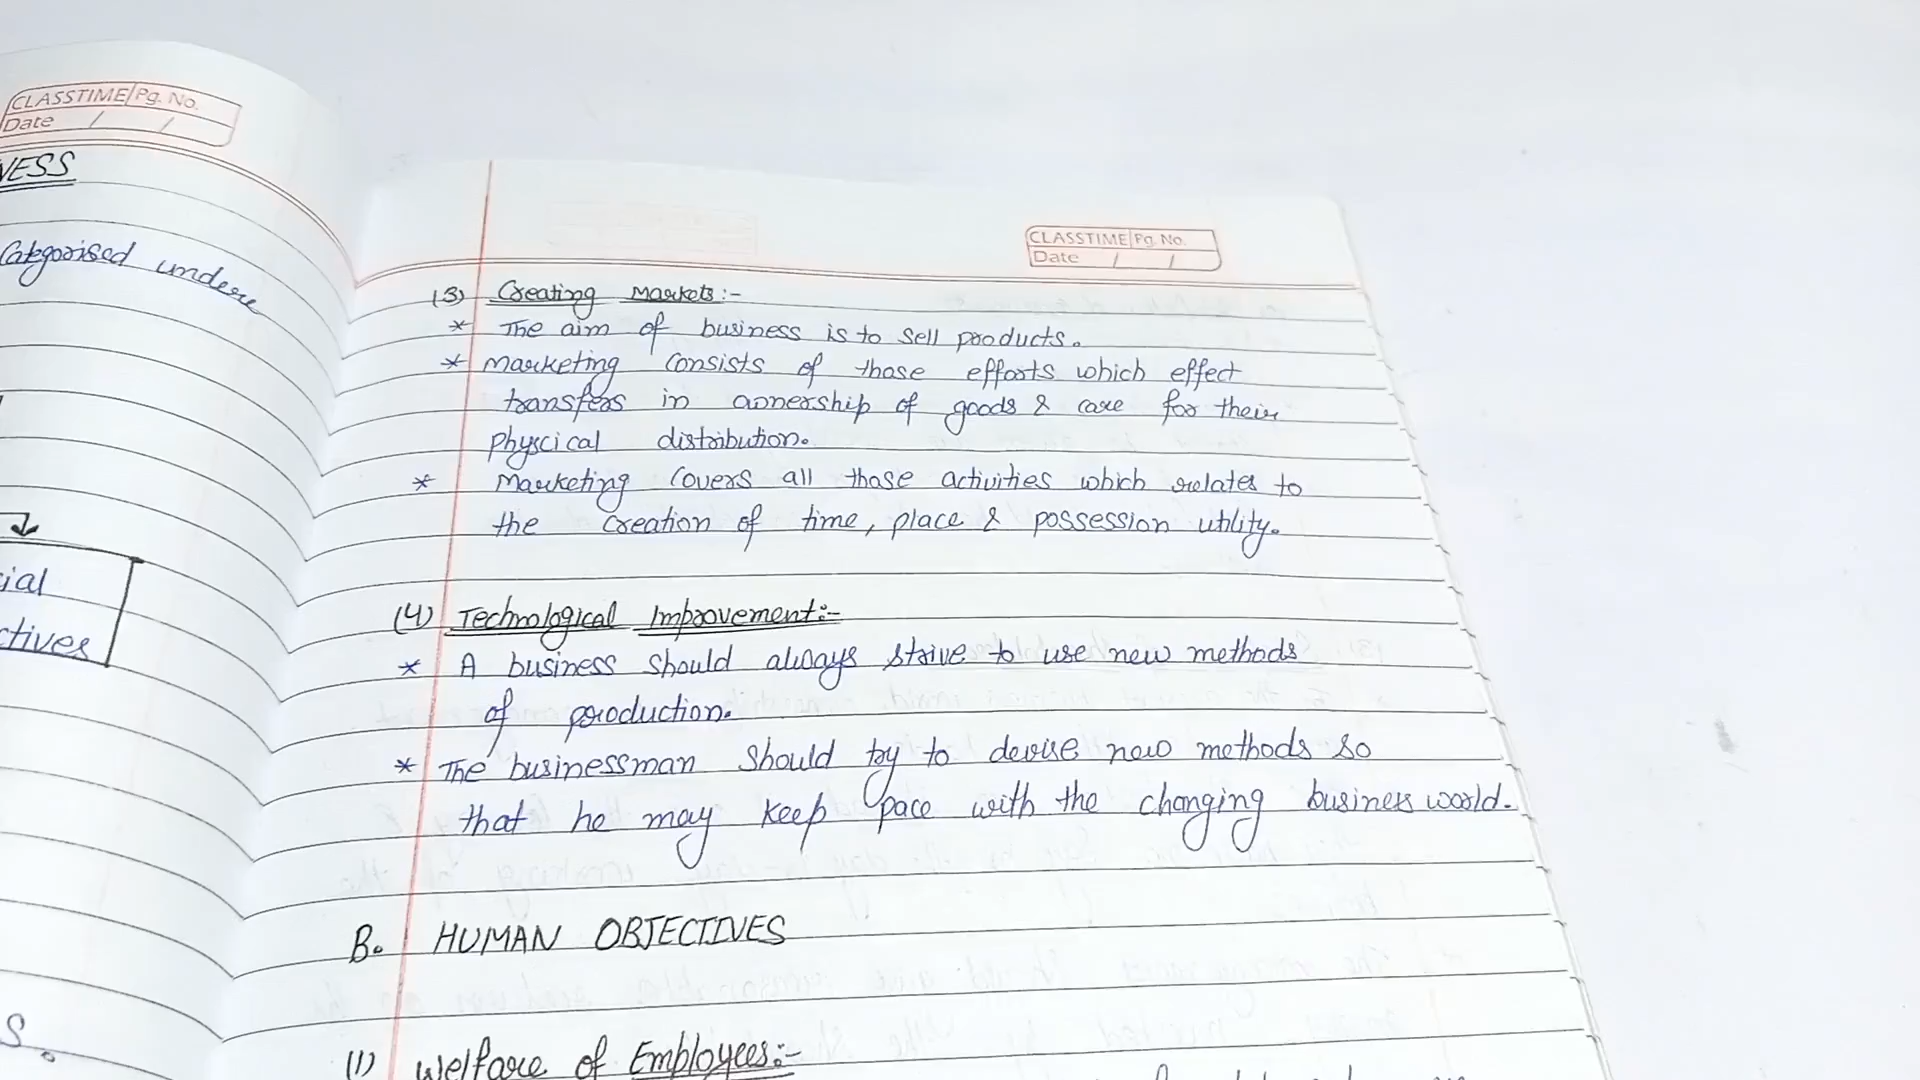 CLASSTIME Pg. No.
Date / /
NESS
Categorised undere
ial
ctives
S.
CLASSTIME Pg. No.
Date / /
(3) Creating Markets:-
* The aim of business is to sell products.
* Marketing consists of those efforts which effect
transfers in ownership of goods & care for their
physcical distribution.
* Marketing covers all those activities which relates to
the creation of time, place & possession utility.
(4) Technological Improvement:-
* A business should always strive to use new methods
of production.
* The businessman should try to devise new methods so
that he may keep pace with the changing business world.
B. HUMAN OBJECTIVES
(1) Welfare of Employees:-